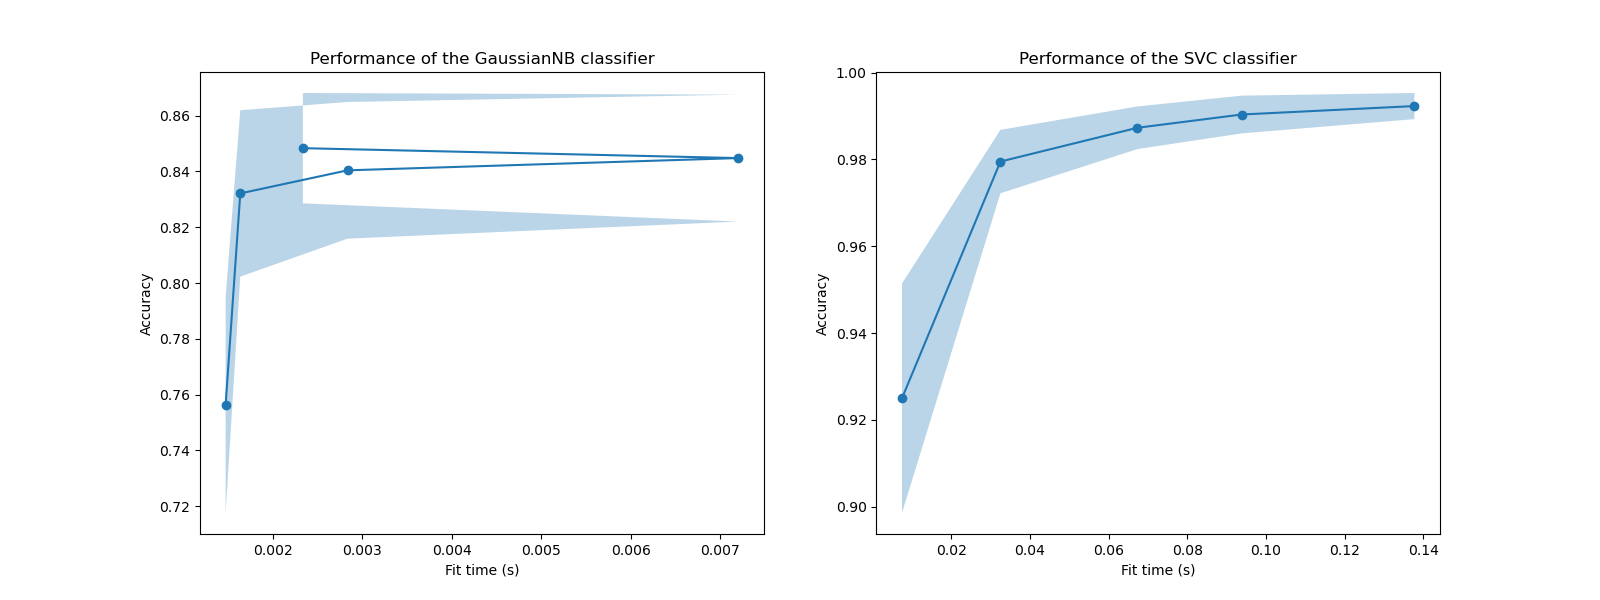 Performance of the GaussianNB classifier
Accuracy
0.86
0.84
0.82
0.80
0.78
0.76
0.74
0.72
0.002 0.003 0.004 0.005 0.006 0.007
Fit time (s)
Performance of the SVC classifier
Accuracy
1.00
0.98
0.96
0.94
0.92
0.90
0.02 0.04 0.06 0.08 0.10 0.12 0.14
Fit time (s)